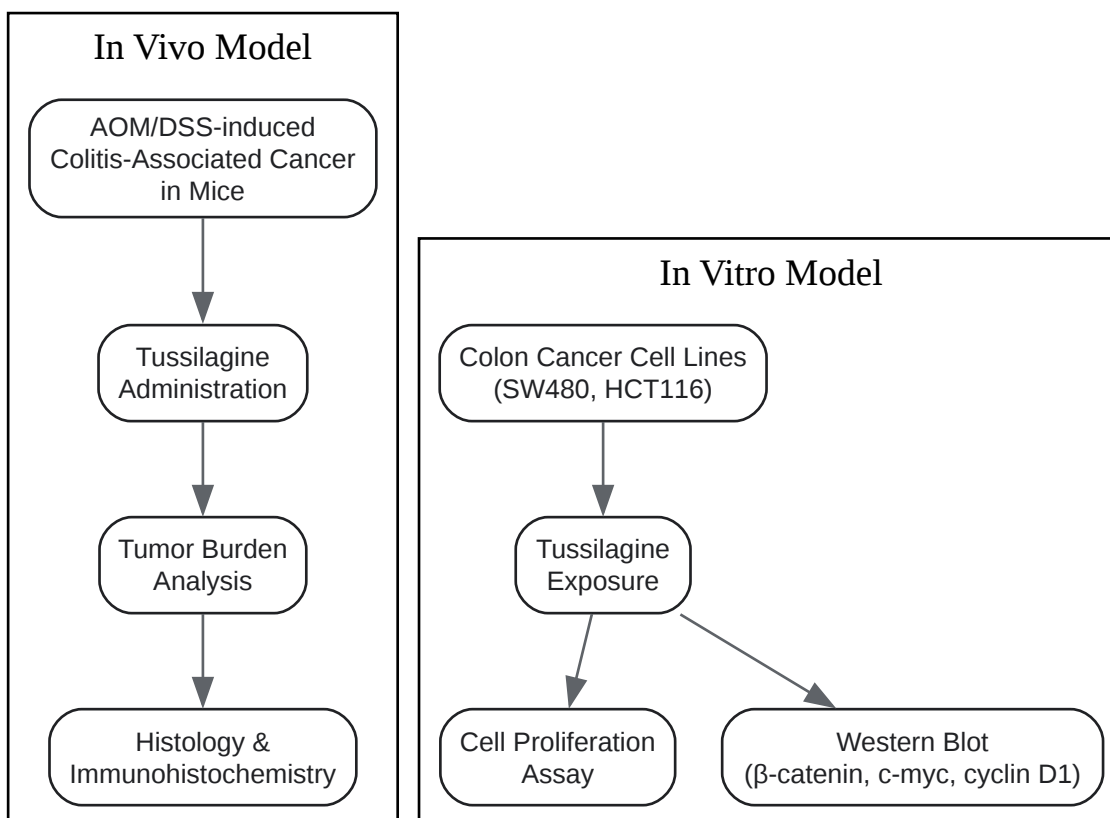 In Vivo Model
AOM/DSS-induced
Colitis-Associated Cancer
in Mice
Tussilagine
Administration
Tumor Burden
Analysis
Histology &
Immunohistochemistry
In Vitro Model
Colon Cancer Cell Lines
(SW480, HCT116)
Tussilagine
Exposure
Cell Proliferation
Assay
Western Blot
(β-catenin, c-myc, cyclin D1)